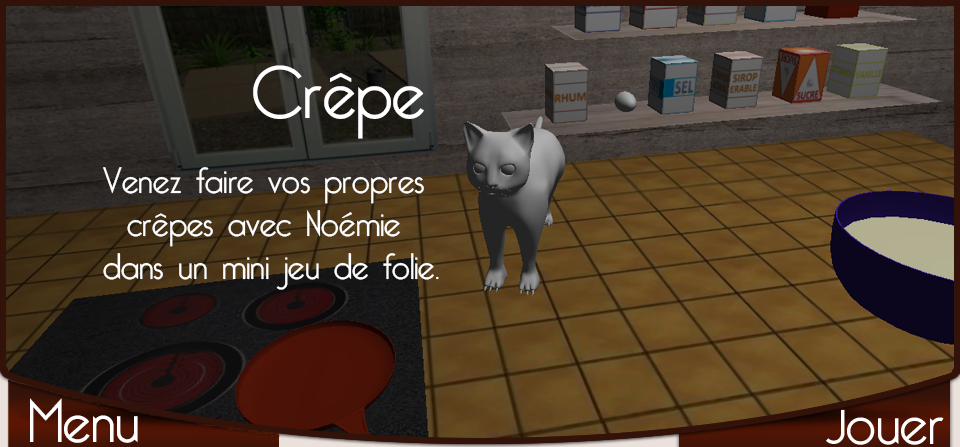 Crêpe
Venez faire vos propres
crêpes avec Noémie
dans un mini jeu de folie.
RHUM
SEL
SIROP
SUCRE
Menu
Jouer